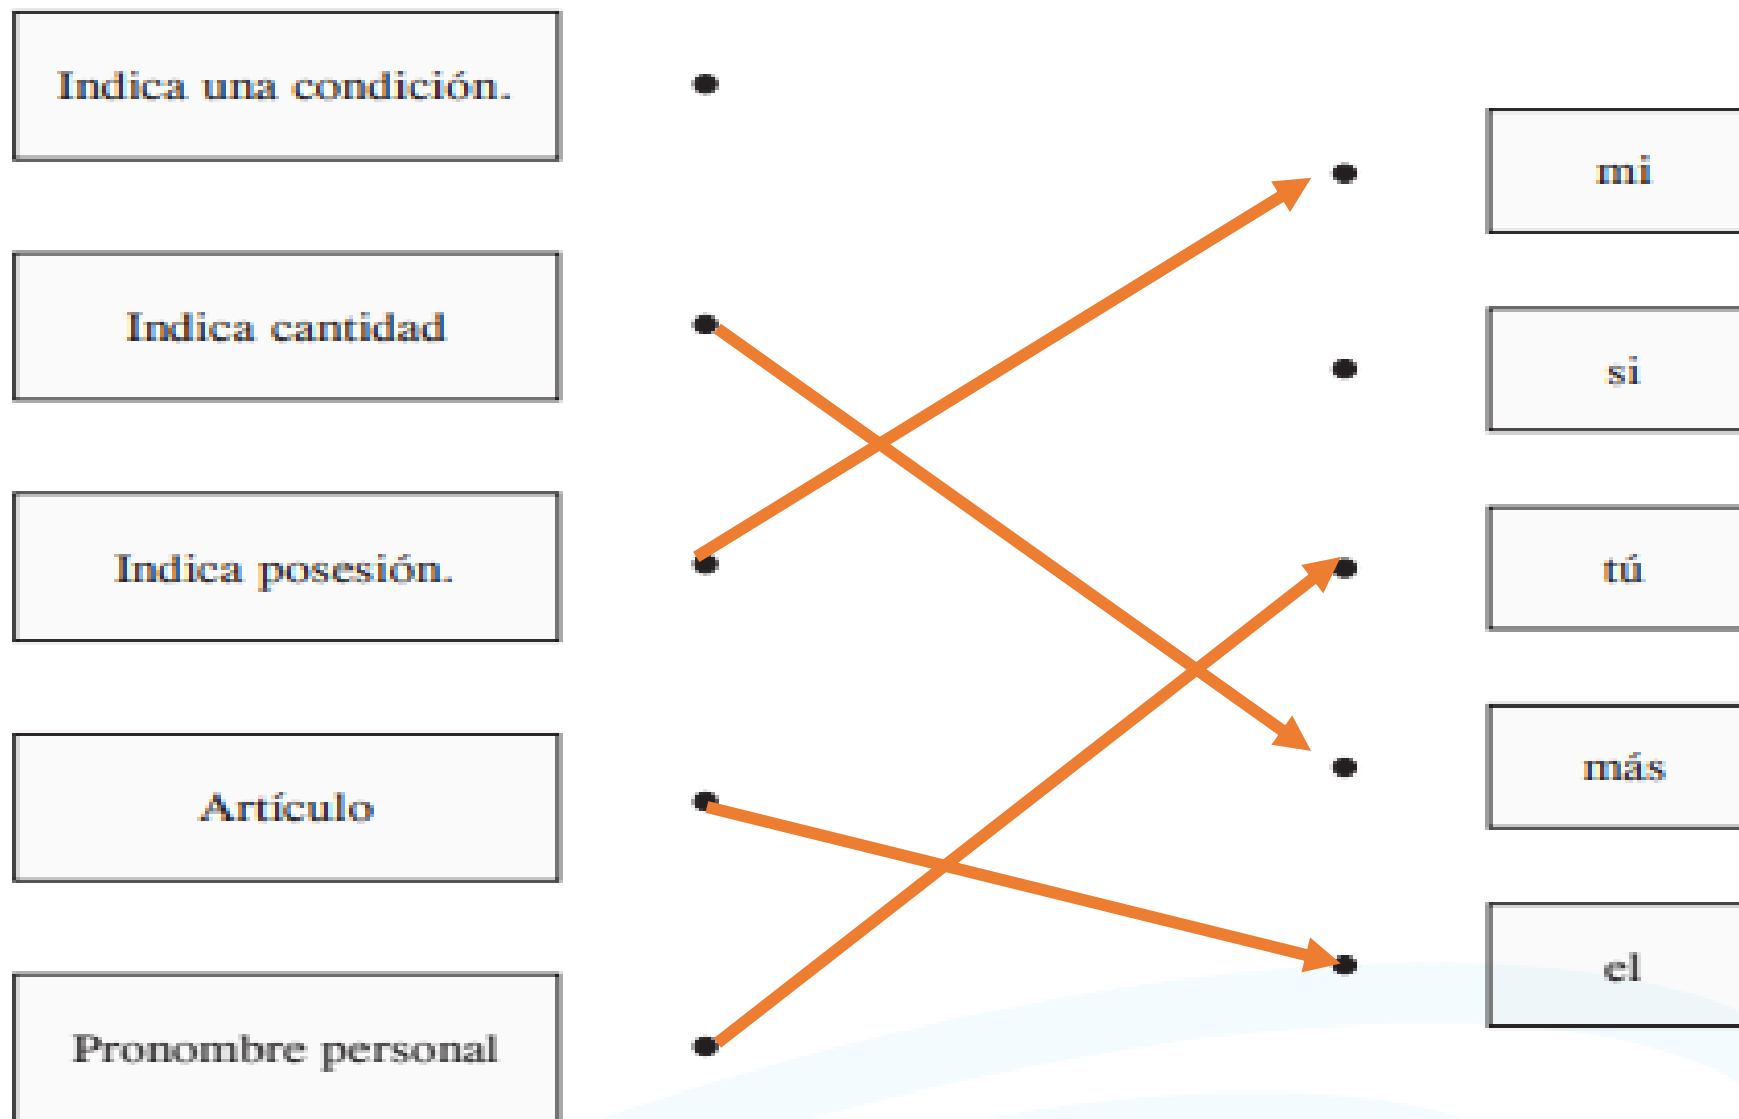 Indica una condición.
Indica cantidad
Indica posesión.
Artículo
Pronombre personal
mi
si
tú
más
el